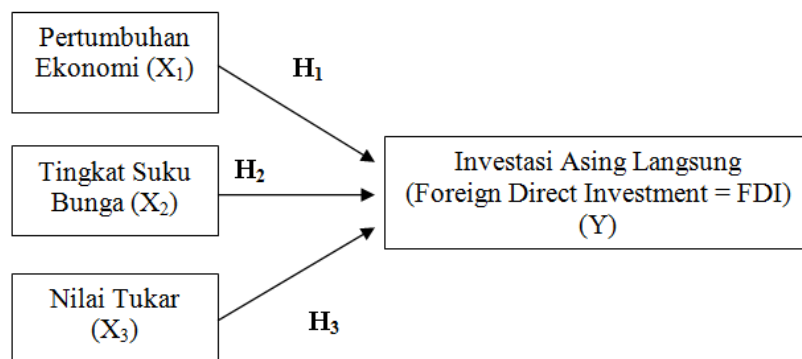 Pertumbuhan
Ekonomi (X₁)
H₁
Tingkat Suku
Bunga (X₂)
H₂
Investasi Asing Langsung
(Foreign Direct Investment = FDI)
(Y)
Nilai Tukar
(X₃)
H₃